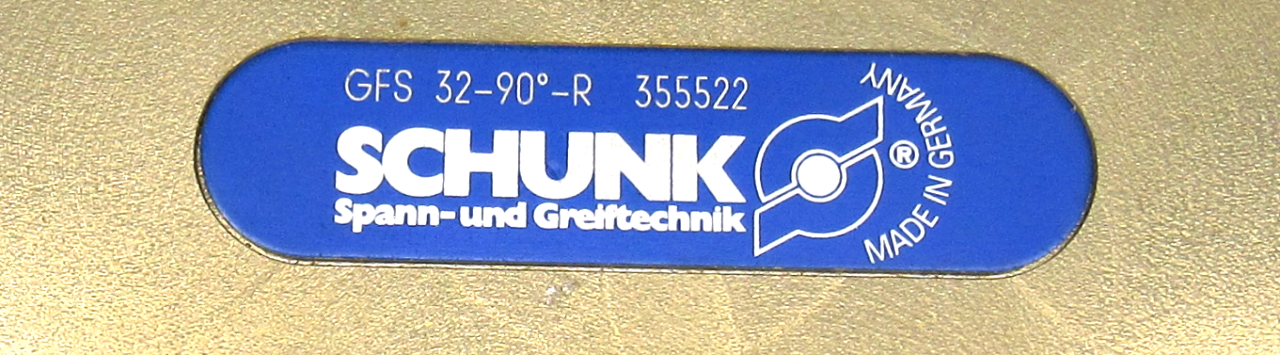 GFS 32-90°-R 355522
SCHUNK
Spann- und Greiftechnik
®
MADE IN GERMANY